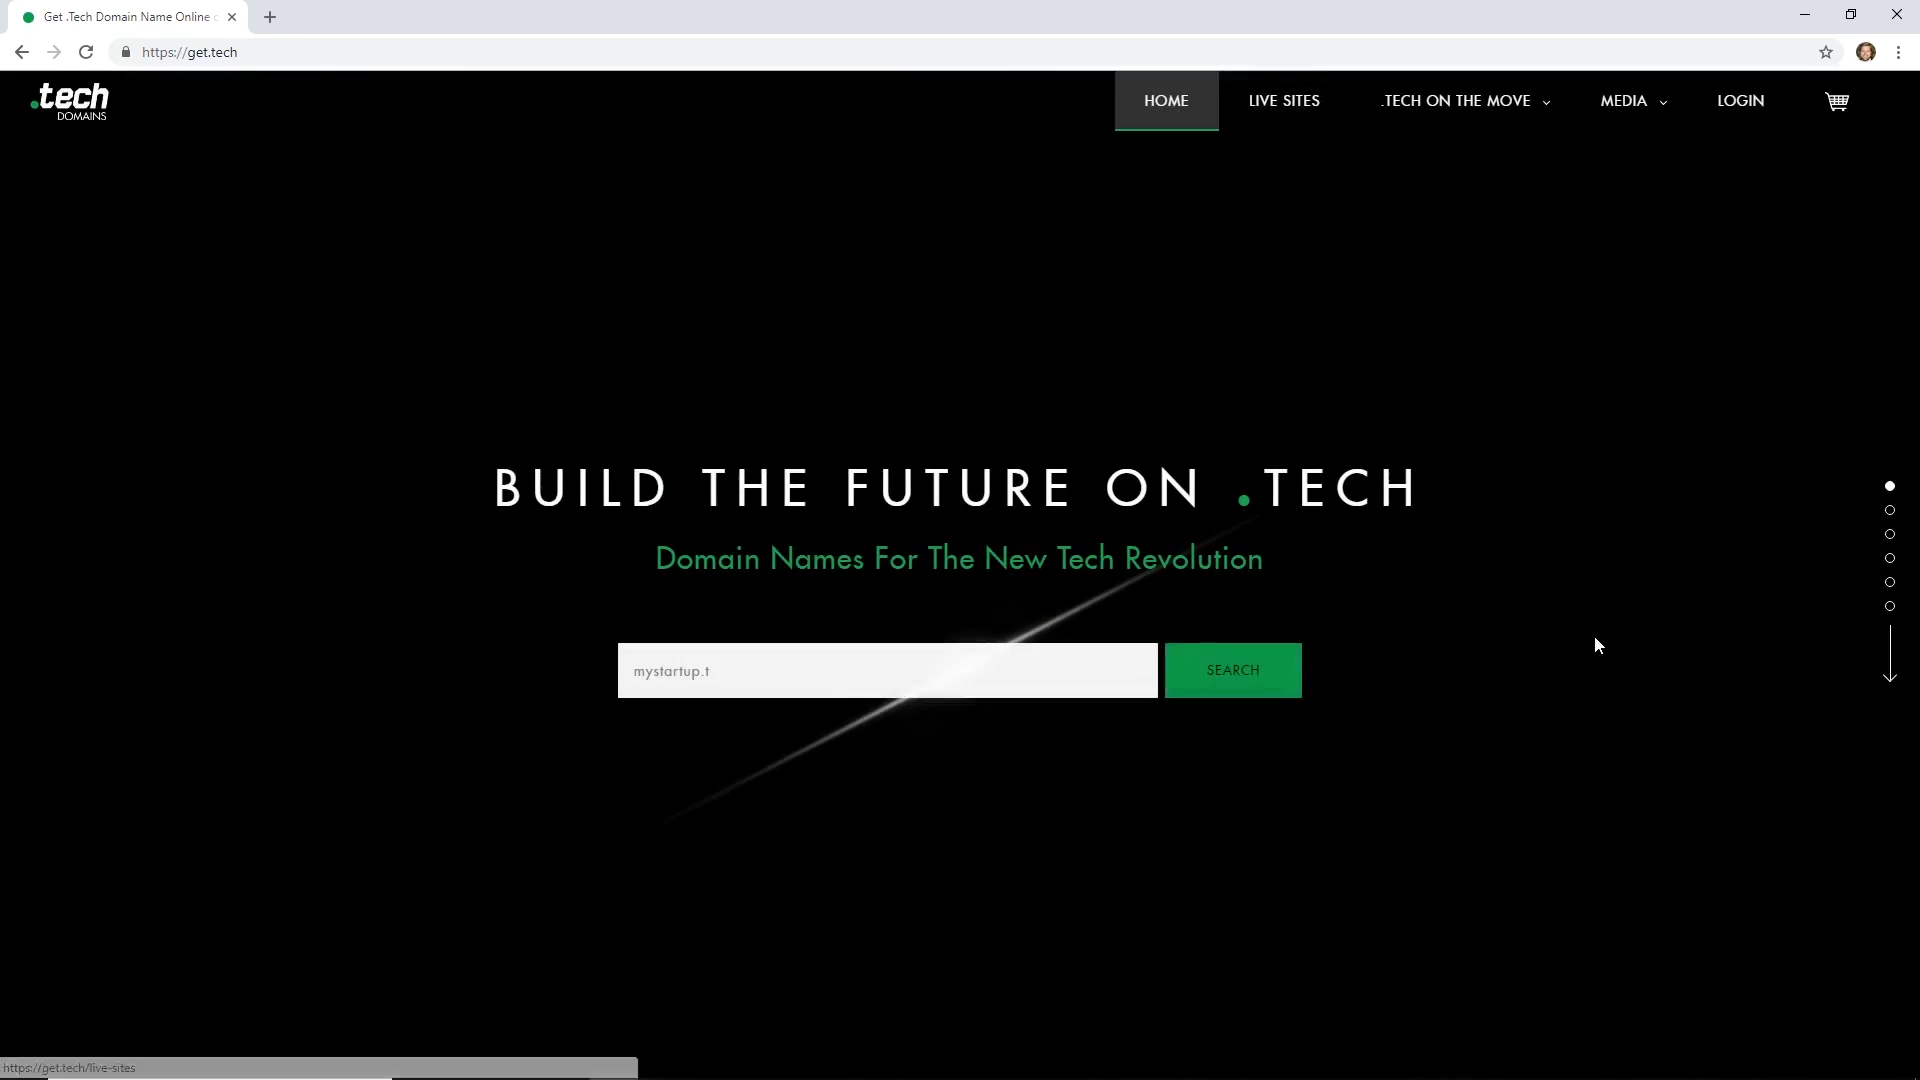 Get .Tech Domain Name Online
https://get.tech
.tech
DOMAINS
HOME
LIVE SITES
.TECH ON THE MOVE
MEDIA
LOGIN
BUILD THE FUTURE ON .TECH
Domain Names For The New Tech Revolution
mystartup.t
SEARCH
https://get.tech/live-sites